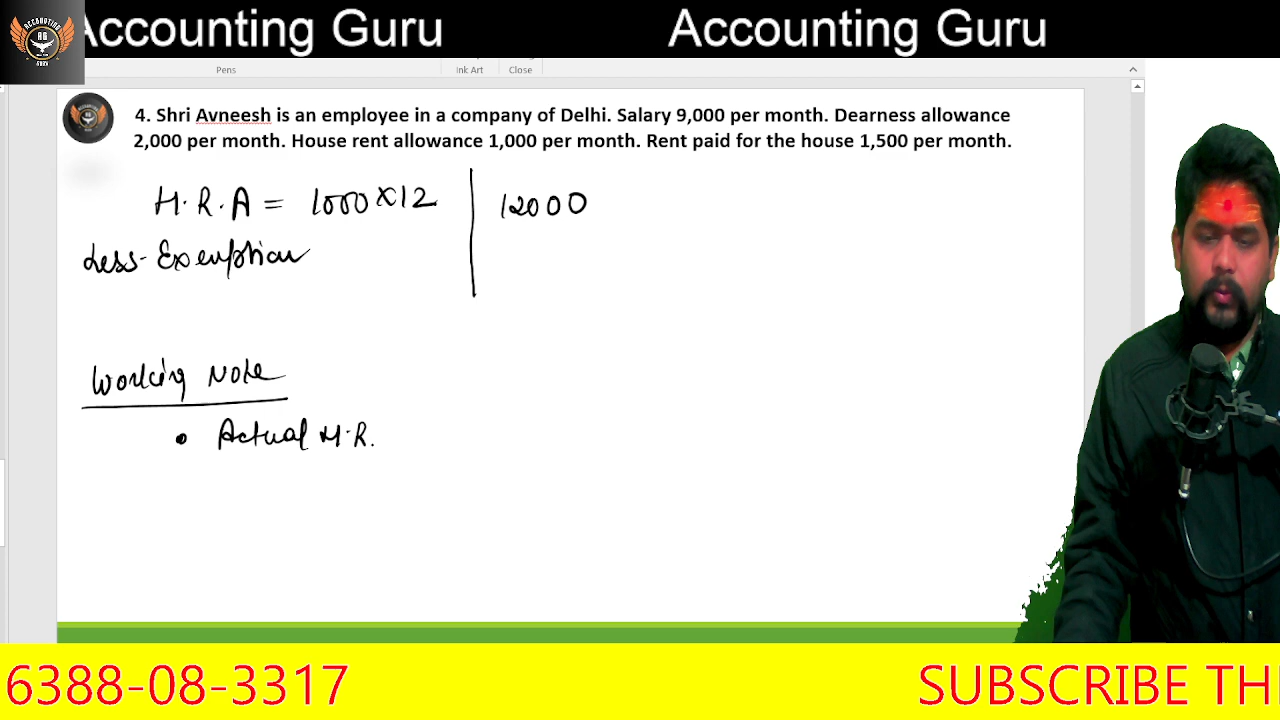 Accounting Guru
Accounting Guru
ACCOUNTING
AG
GURU
Pens
Ink Art
Close
4. Shri Avneesh is an employee in a company of Delhi. Salary 9,000 per month. Dearness allowance
2,000 per month. House rent allowance 1,000 per month. Rent paid for the house 1,500 per month.
H.R.A = 1000×12
12000
Less- Exemption
Working Note
• Actual H.R.
6388-08-3317
SUBSCRIBE TH